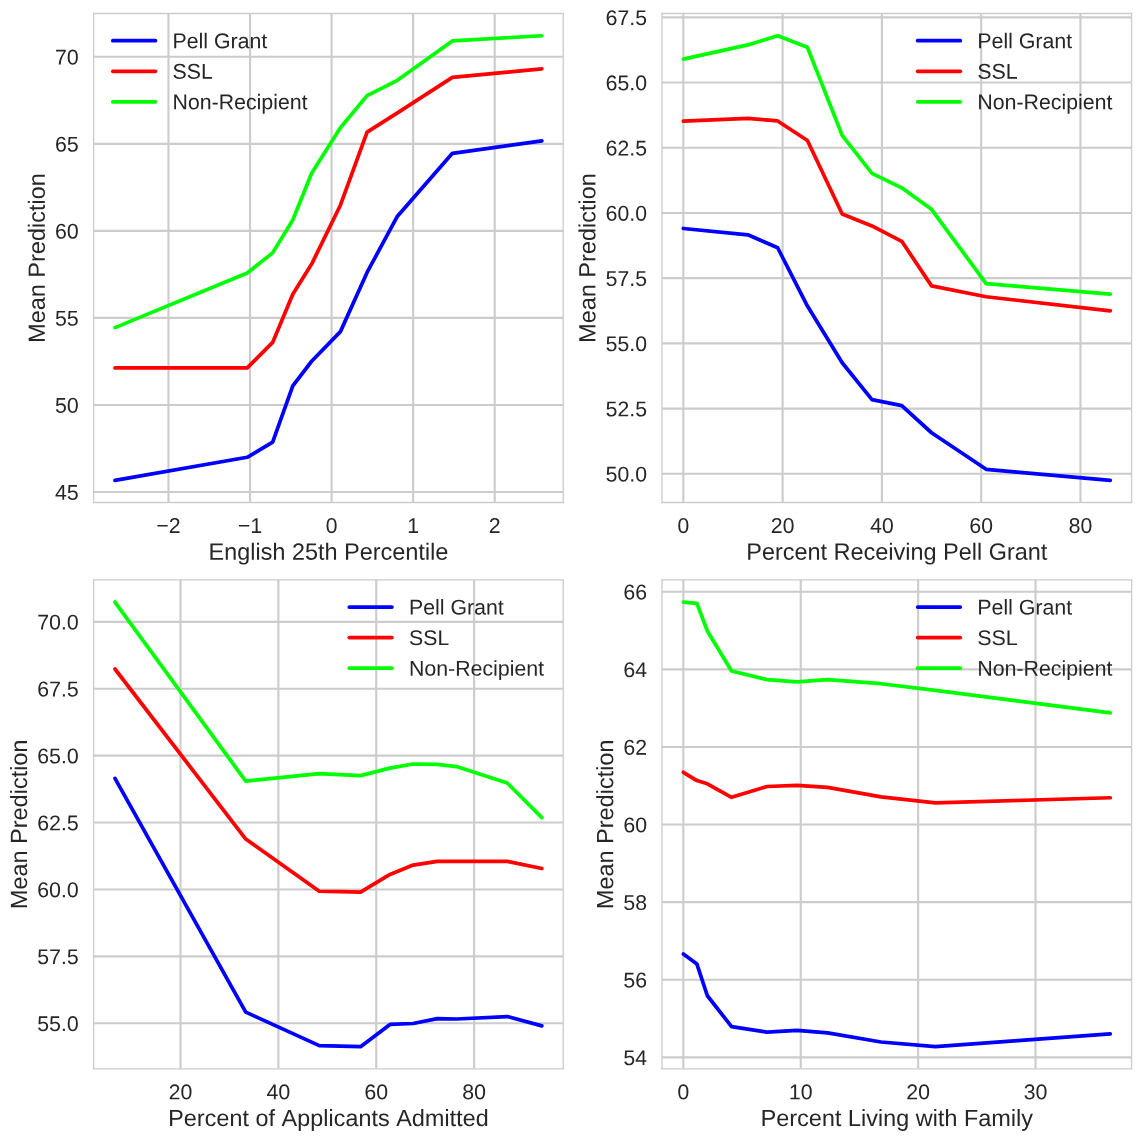 Mean Prediction
70
65
60
55
50
45
Pell Grant
SSL
Non-Recipient
−2 −1 0 1 2
English 25th Percentile
Mean Prediction
67.5
65.0
62.5
60.0
57.5
55.0
52.5
50.0
Pell Grant
SSL
Non-Recipient
0 20 40 60 80
Percent Receiving Pell Grant
Mean Prediction
70.0
67.5
65.0
62.5
60.0
57.5
55.0
Pell Grant
SSL
Non-Recipient
20 40 60 80
Percent of Applicants Admitted
Mean Prediction
66
64
62
60
58
56
54
Pell Grant
SSL
Non-Recipient
0 10 20 30
Percent Living with Family